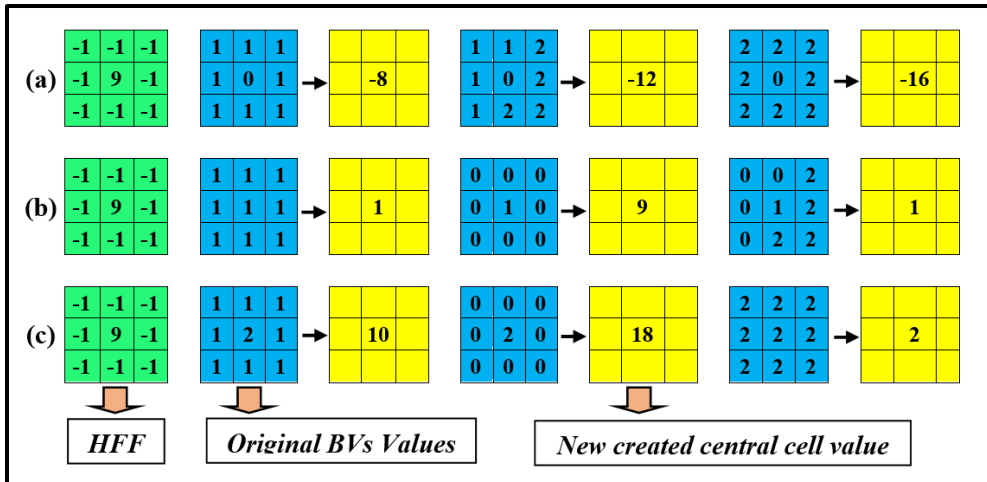 -1 -1 -1 1 1 1 1 1 2 2 2 2
(a) -1 9 -1 1 0 1 -8 1 0 2 -12 2 0 2 -16
-1 -1 -1 1 1 1 1 2 2 2 2 2
-1 -1 -1 1 1 1 0 0 0 0 0 2
(b) -1 9 -1 1 1 1 1 0 1 0 9 0 1 2 1
-1 -1 -1 1 1 1 0 0 0 0 2 2
-1 -1 -1 1 1 1 0 0 0 2 2 2
(c) -1 9 -1 1 2 1 10 0 2 0 18 2 2 2 2
-1 -1 -1 1 1 1 0 0 0 2 2 2
HFF Original BVs Values New created central cell value